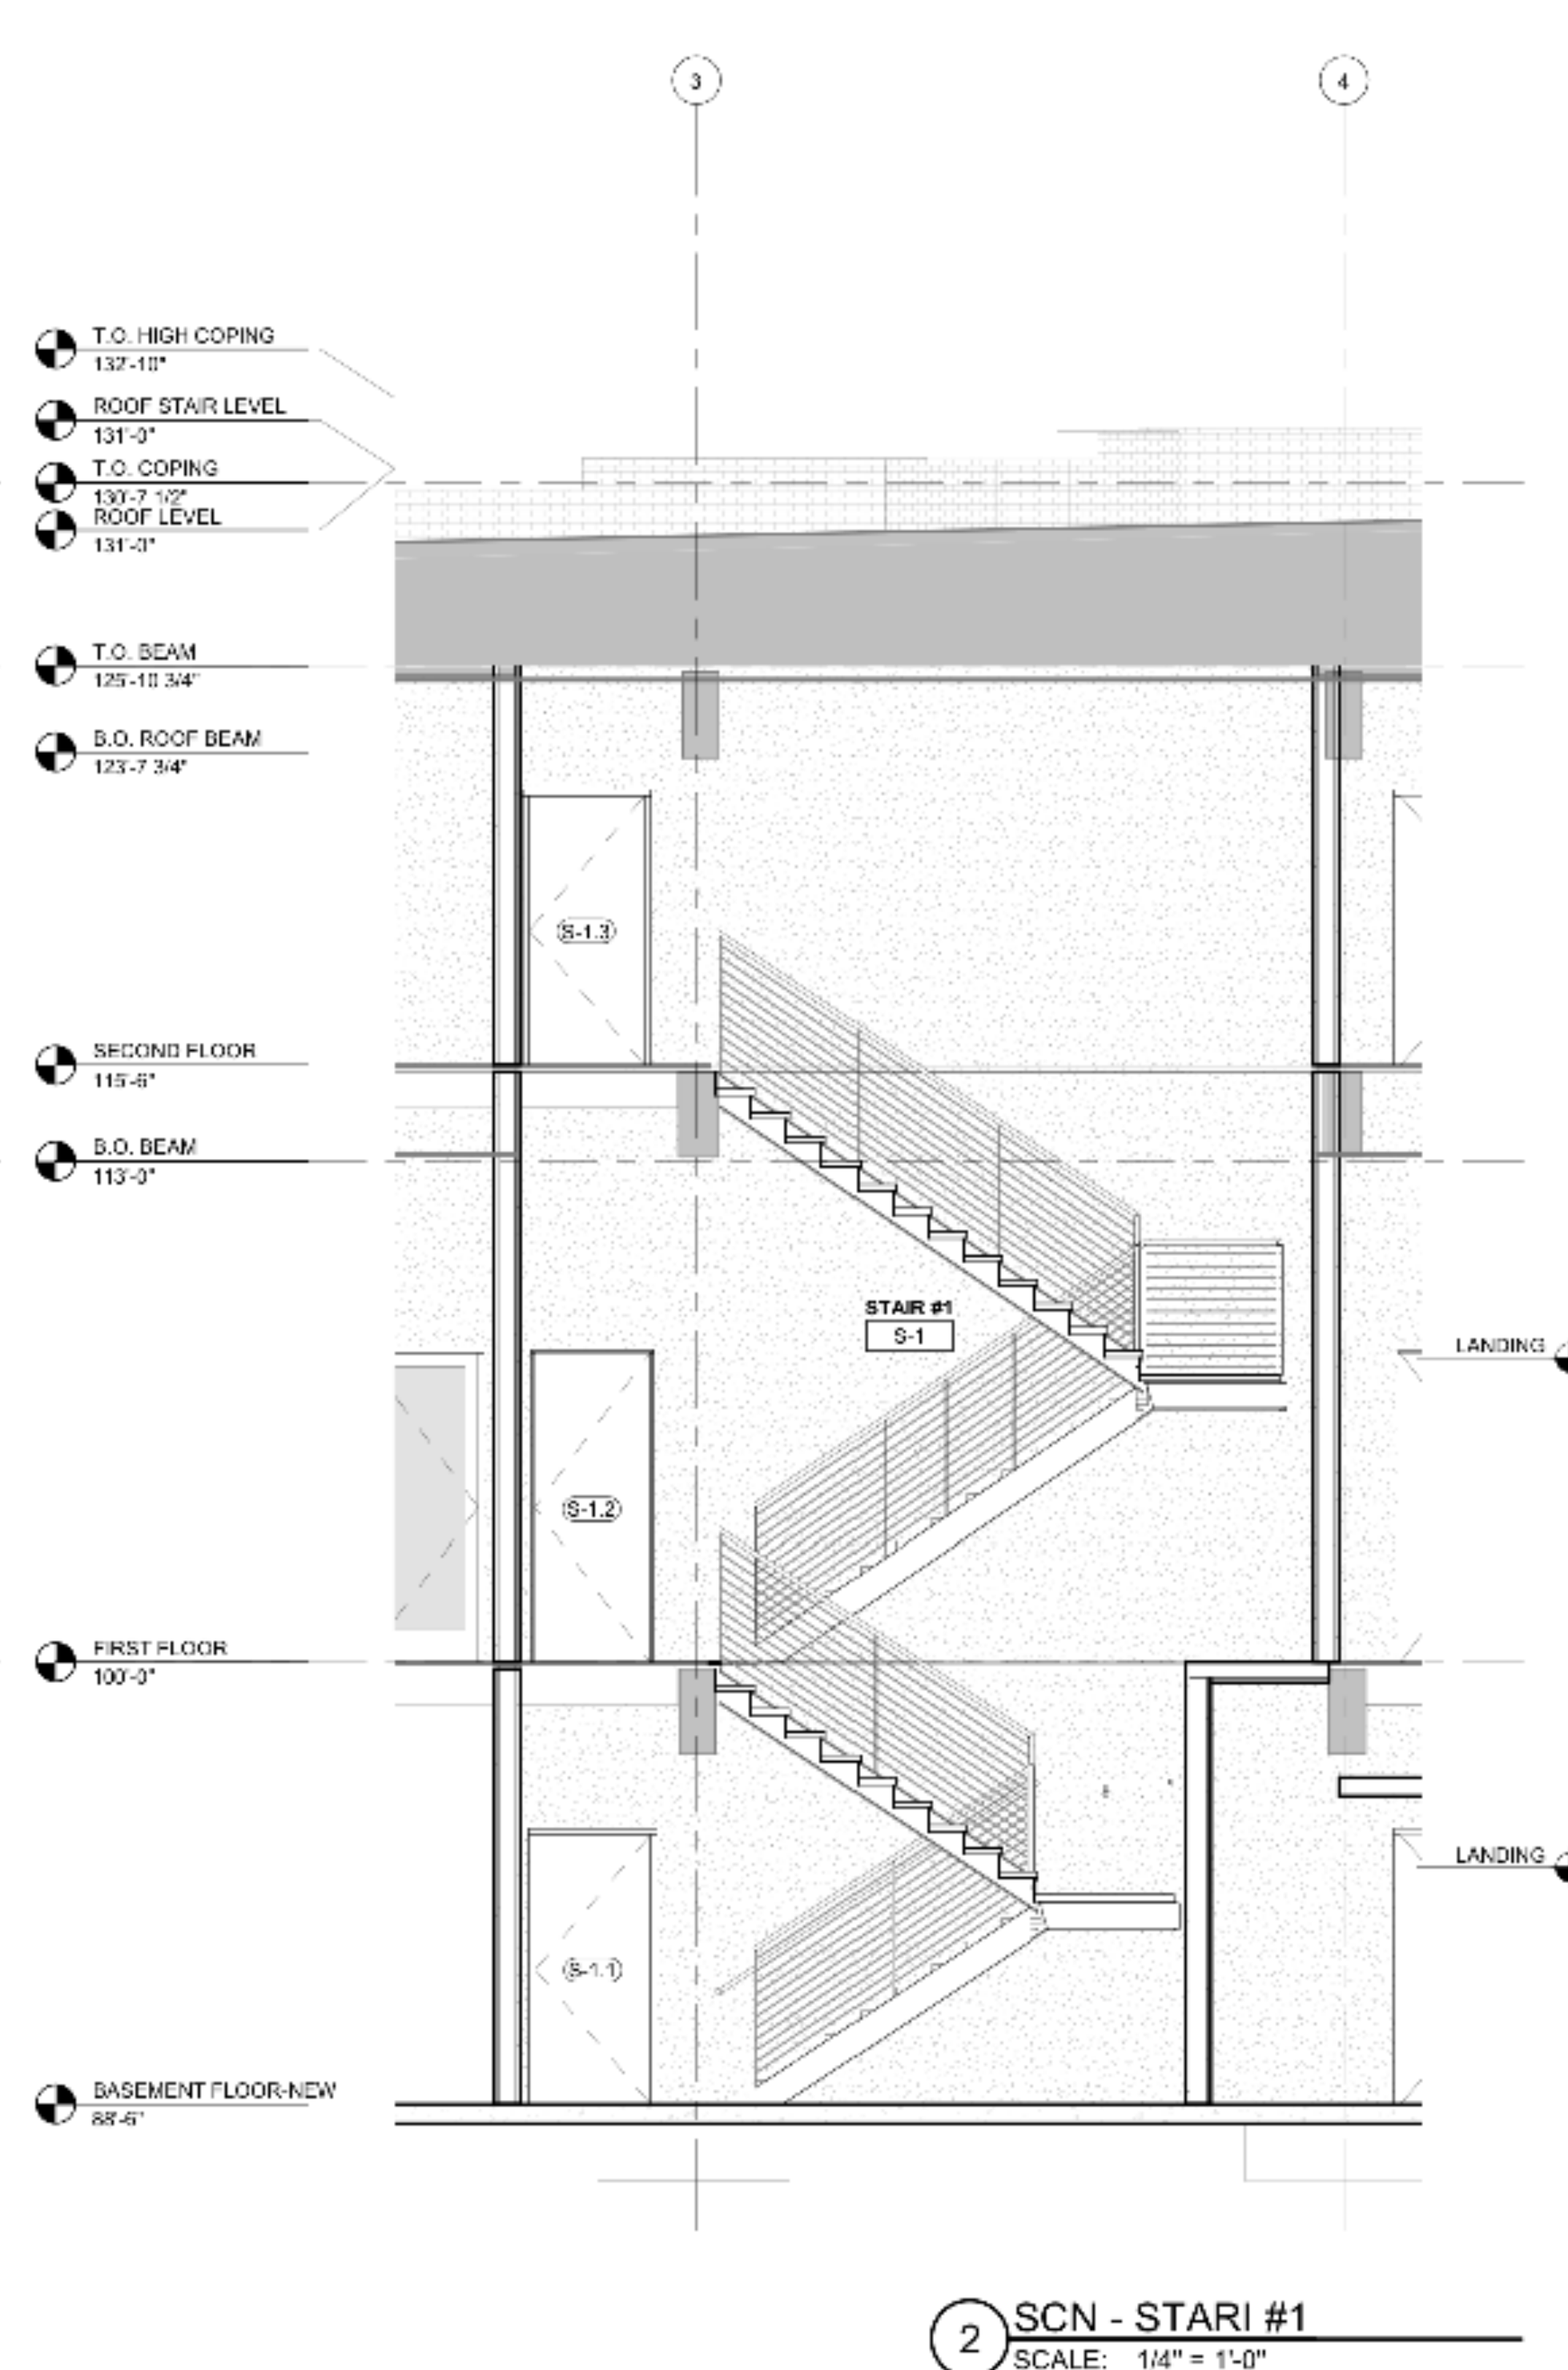 3
4
T.O. HIGH COPING
132'-10"
ROOF STAIR LEVEL
131'-0"
T.O. COPING
130'-7 1/2"
ROOF LEVEL
131'-0"
T.O. BEAM
125'-10 3/4"
B.O. ROOF BEAM
123'-7 3/4"
S-1.3
SECOND FLOOR
115'-6"
B.O. BEAM
113'-0"
STAIR #1
S-1
LANDING
S-1.2
FIRST FLOOR
100'-0"
LANDING
S-1.1
BASEMENT FLOOR-NEW
88'-6"
2
SCN - STARI #1
SCALE: 1/4" = 1'-0"